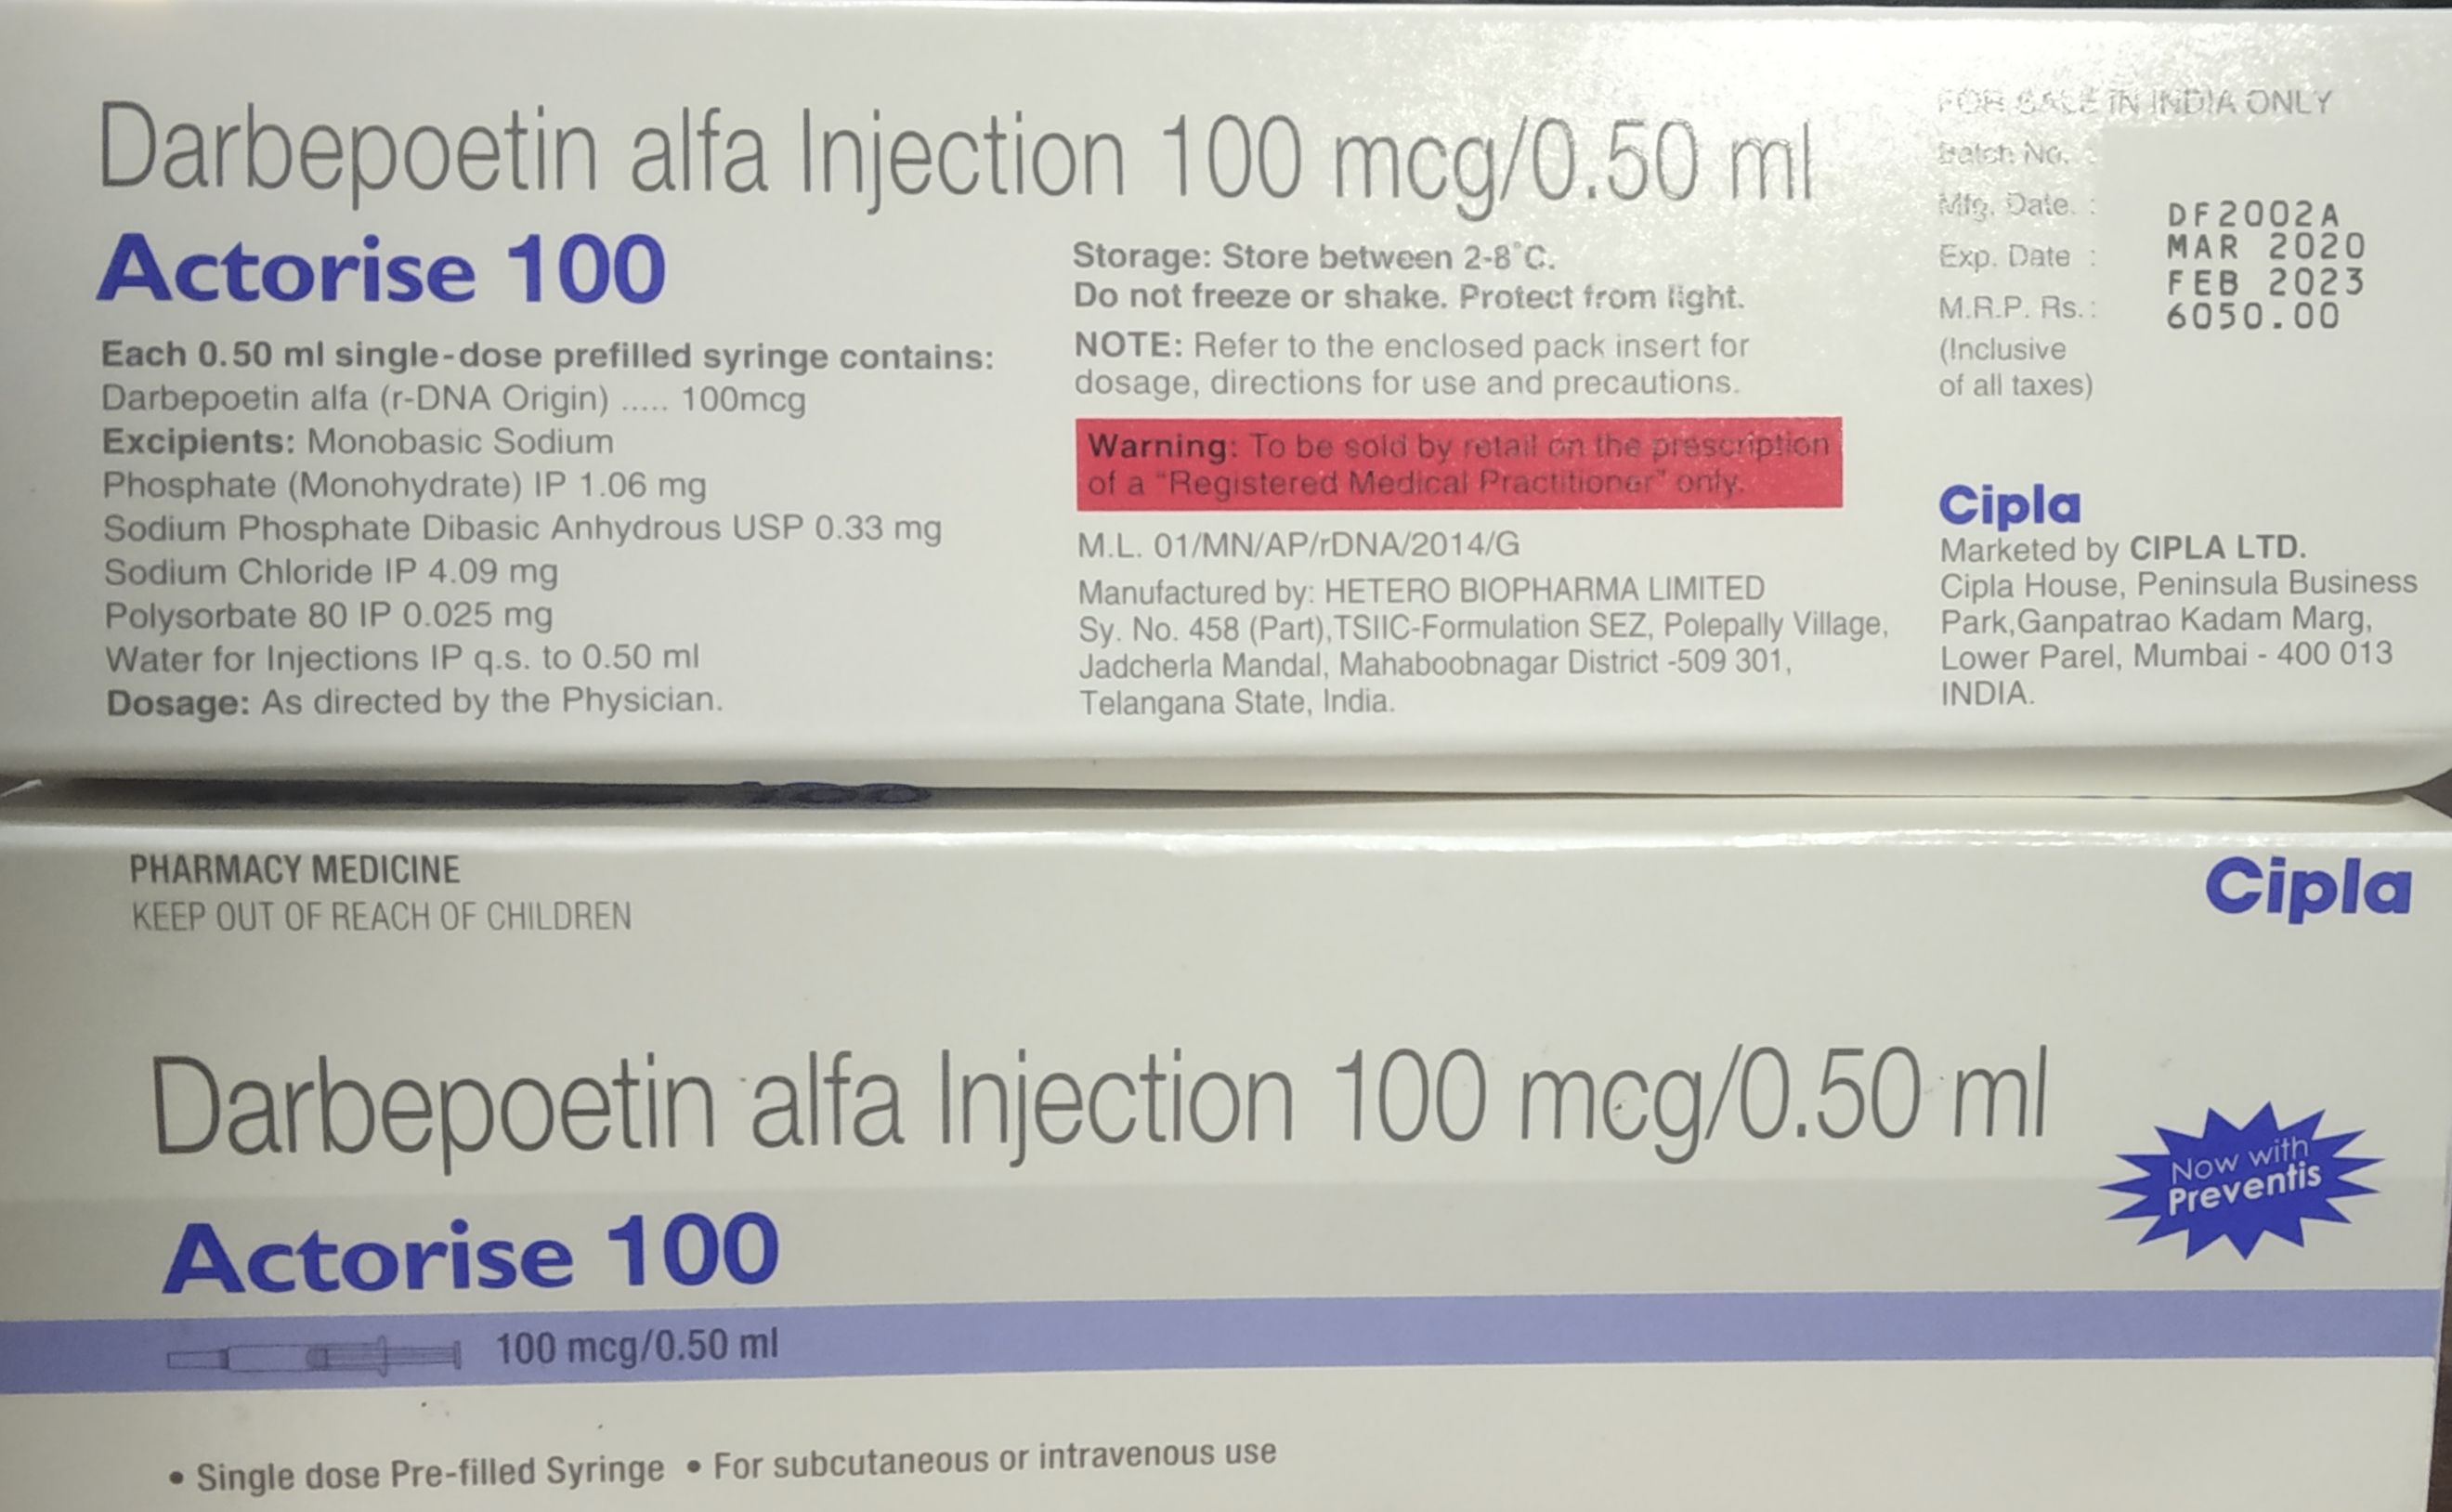 Darbepoetin alfa Injection 100 mcg/0.50 ml
Actorise 100
Each 0.50 ml single-dose prefilled syringe contains:
Darbepoetin alfa (r-DNA Origin) ..... 100mcg
Excipients: Monobasic Sodium
Phosphate (Monohydrate) IP 1.06 mg
Sodium Phosphate Dibasic Anhydrous USP 0.33 mg
Sodium Chloride IP 4.09 mg
Polysorbate 80 IP 0.025 mg
Water for Injections IP q.s. to 0.50 ml
Dosage: As directed by the Physician.
Storage: Store between 2-8°C.
Do not freeze or shake. Protect from light.
NOTE: Refer to the enclosed pack insert for
dosage, directions for use and precautions.
Warning: To be sold by retail on the prescription
of a "Registered Medical Practitioner" only.
M.L. 01/MN/AP/rDNA/2014/G
Manufactured by: HETERO BIOPHARMA LIMITED
Sy. No. 458 (Part),TSIIC-Formulation SEZ, Polepally Village,
Jadcherla Mandal, Mahaboobnagar District -509 301,
Telangana State, India.
FOR SALE IN INDIA ONLY
Batch No. :
Mfg. Date. :
Exp. Date :
M.R.P. Rs. :
(Inclusive
of all taxes)
DF2002A
MAR 2020
FEB 2023
6050.00
Cipla
Marketed by CIPLA LTD.
Cipla House, Peninsula Business
Park,Ganpatrao Kadam Marg,
Lower Parel, Mumbai - 400 013
INDIA.
100
PHARMACY MEDICINE
KEEP OUT OF REACH OF CHILDREN
Cipla
Darbepoetin alfa Injection 100 mcg/0.50 ml
Now with
Preventis
Actorise 100
100 mcg/0.50 ml
• Single dose Pre-filled Syringe • For subcutaneous or intravenous use